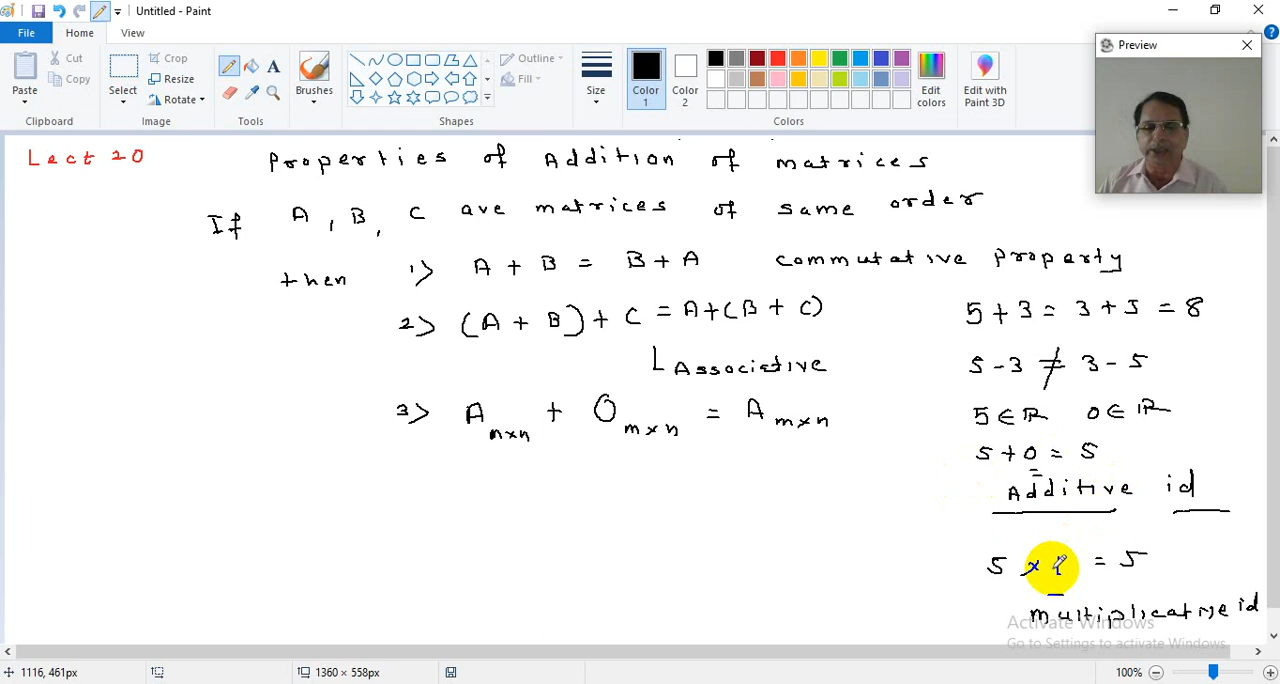 Untitled - Paint
File Home View
Paste Cut Copy Clipboard
Select Crop Resize Rotate Image
Tools
Brushes
Shapes
Outline Fill
Size
Color 1
Color 2
Colors
Edit colors
Edit with Paint 3D
Preview
Lect 20 Properties of Addition of matrices
If A, B, C are matrices of same order
then 1> A + B = B + A commutative property
2> (A + B) + C = A + (B + C)
5 + 3 = 3 + 5 = 8
Associative
5 - 3 ≠ 3 - 5
3> A m×n + O m×n = A m×n
5 ∈ R 0 ∈ R
5 + 0 = 5
Additive id
5 × 1 = 5
multiplicative id
Activate Windows
Go to Settings to activate Windows.
1116, 461px 1360 × 558px 100%